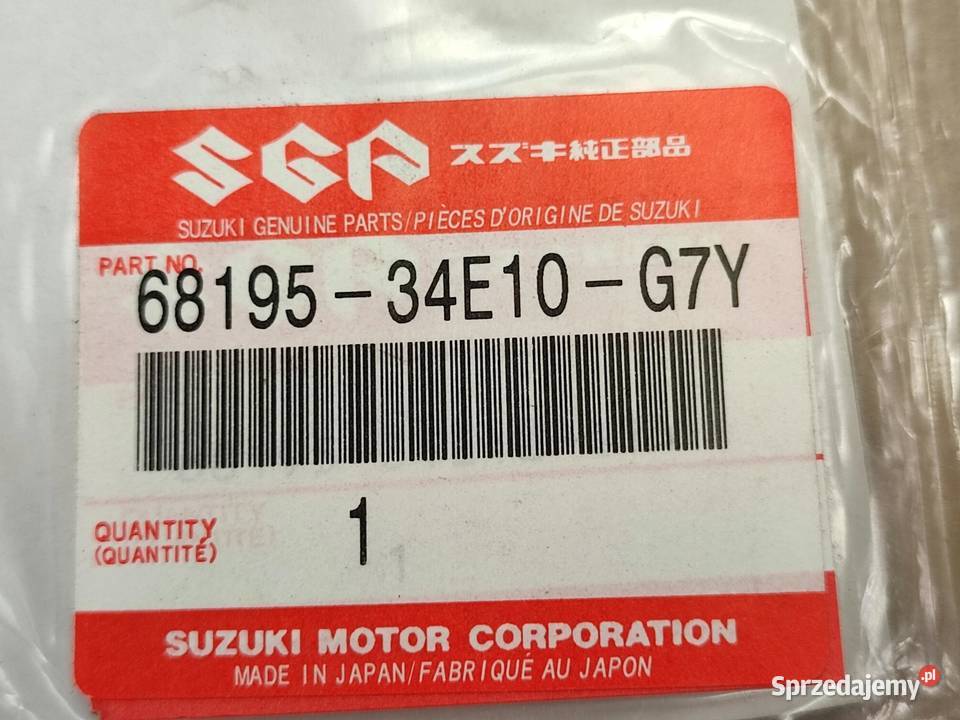 SGP スズキ純正部品
SUZUKI GENUINE PARTS/PIÈCES D'ORIGINE DE SUZUKI
PART NO.
68195-34E10-G7Y
QUANTITY 1
(QUANTITÉ)
SUZUKI MOTOR CORPORATION
MADE IN JAPAN/FABRIQUÉ AU JAPON
Sprzedajemy.pl